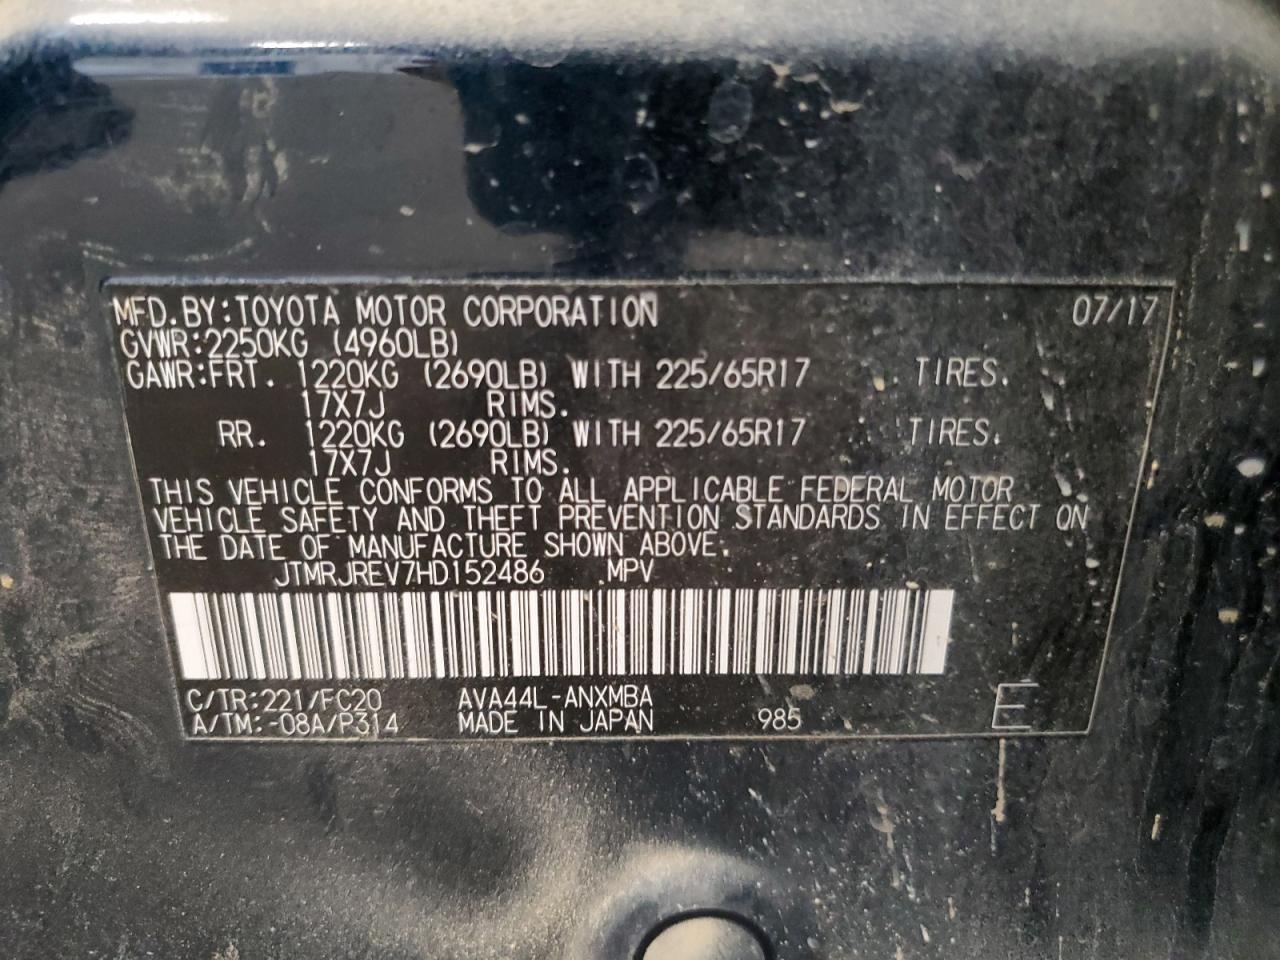 MFD.BY:TOYOTA MOTOR CORPORATION 07/17
GVWR:2250KG (4960LB)
GAWR:FRT. 1220KG (2690LB) WITH 225/65R17 TIRES.
17X7J RIMS.
RR. 1220KG (2690LB) WITH 225/65R17 TIRES.
17X7J RIMS.
THIS VEHICLE CONFORMS TO ALL APPLICABLE FEDERAL MOTOR
VEHICLE SAFETY AND THEFT PREVENTION STANDARDS IN EFFECT ON
THE DATE OF MANUFACTURE SHOWN ABOVE.
JTMRJREV7HD152486 MPV
C/TR:221/FC20 AVA44L-ANXMBA
A/TM:-08A/P314 MADE IN JAPAN 985 E